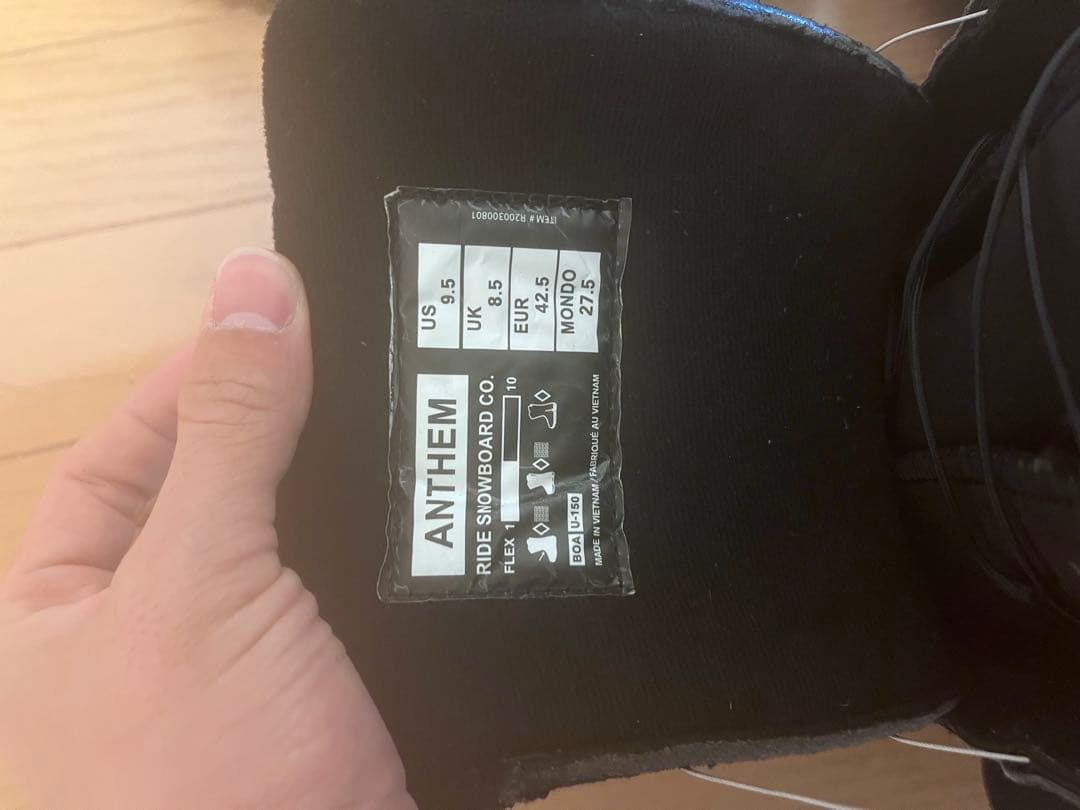 ANTHEM
RIDE SNOWBOARD CO.
FLEX 1 10
BOA U-150
MADE IN VIETNAM / FABRIQUÉ AU VIETNAM
US 9.5
UK 8.5
EUR 42.5
MONDO 27.5
ITEM # R200300801